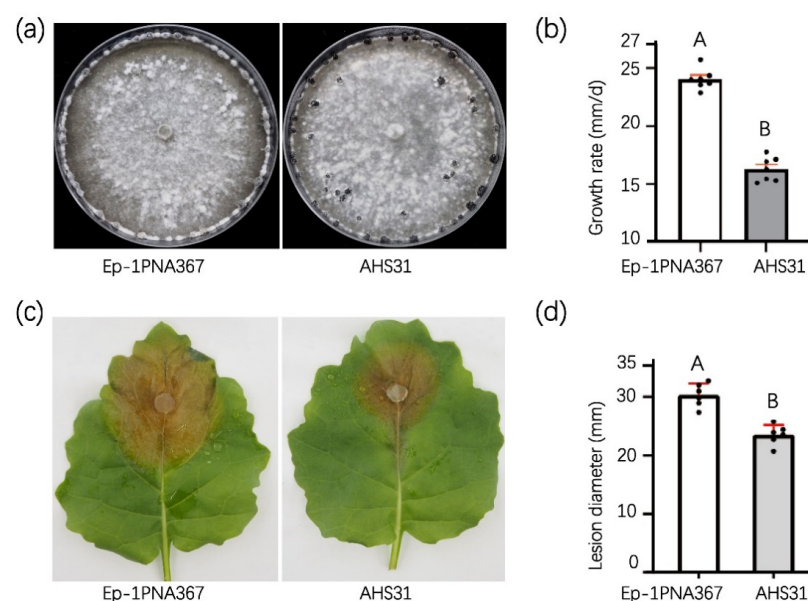 (a)
Ep-1PNA367
AHS31
(b)
Growth rate (mm/d)
27
25
20
15
10
A
B
Ep-1PNA367
AHS31
(c)
Ep-1PNA367
AHS31
(d)
Lesion diameter (mm)
35
30
20
10
0
A
B
Ep-1PNA367
AHS31